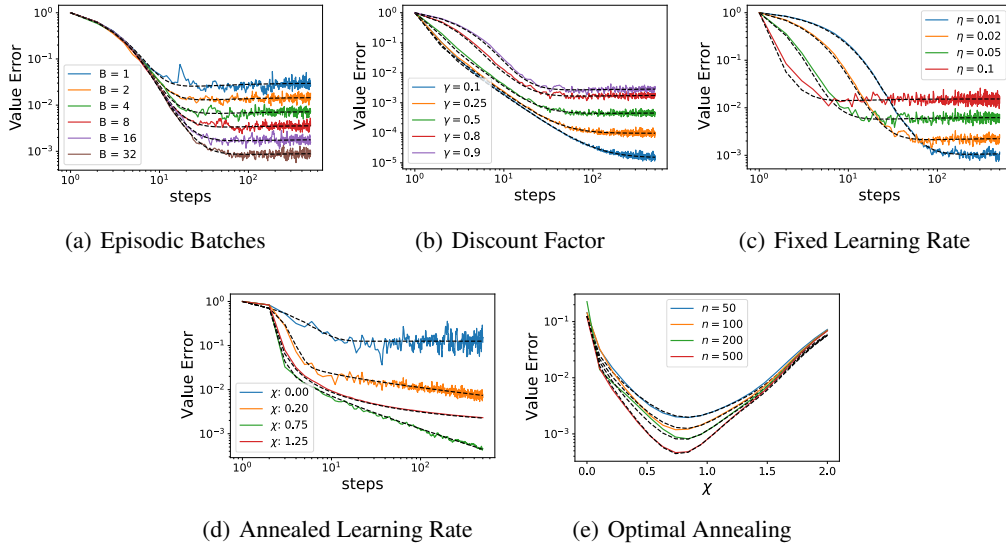 Value Error
10^0
10^-1
10^-2
10^-3
B = 1
B = 2
B = 4
B = 8
B = 16
B = 32
10^0
10^1
10^2
steps
(a) Episodic Batches
Value Error
10^0
10^-1
10^-2
10^-3
10^-4
10^-5
γ = 0.1
γ = 0.25
γ = 0.5
γ = 0.8
γ = 0.9
10^0
10^1
10^2
steps
(b) Discount Factor
Value Error
10^0
10^-1
10^-2
10^-3
η = 0.01
η = 0.02
η = 0.05
η = 0.1
10^0
10^1
10^2
steps
(c) Fixed Learning Rate
Value Error
10^0
10^-1
10^-2
10^-3
χ: 0.00
χ: 0.20
χ: 0.75
χ: 1.25
10^0
10^1
10^2
steps
(d) Annealed Learning Rate
Value Error
10^-1
10^-2
10^-3
n = 50
n = 100
n = 200
n = 500
0.0
0.5
1.0
1.5
2.0
χ
(e) Optimal Annealing